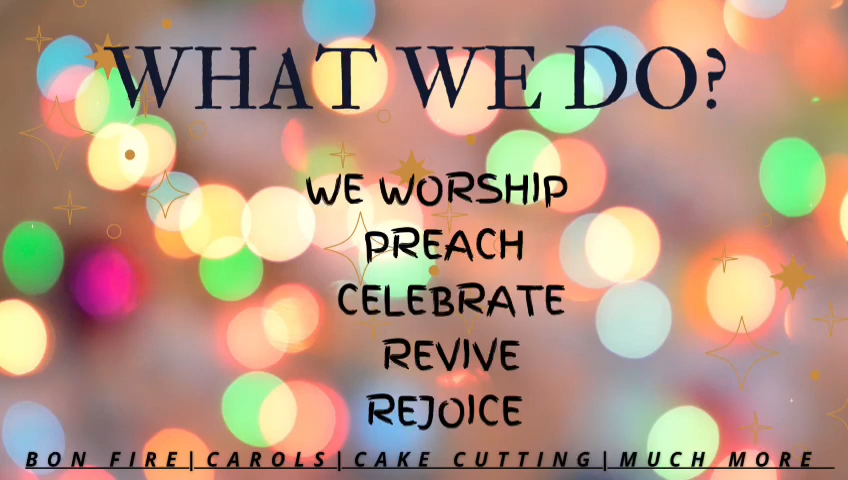 WHAT WE DO?
WE WORSHIP
PREACH
CELEBRATE
REVIVE
REJOICE
BON FIRE|CAROLS|CAKE CUTTING|MUCH MORE